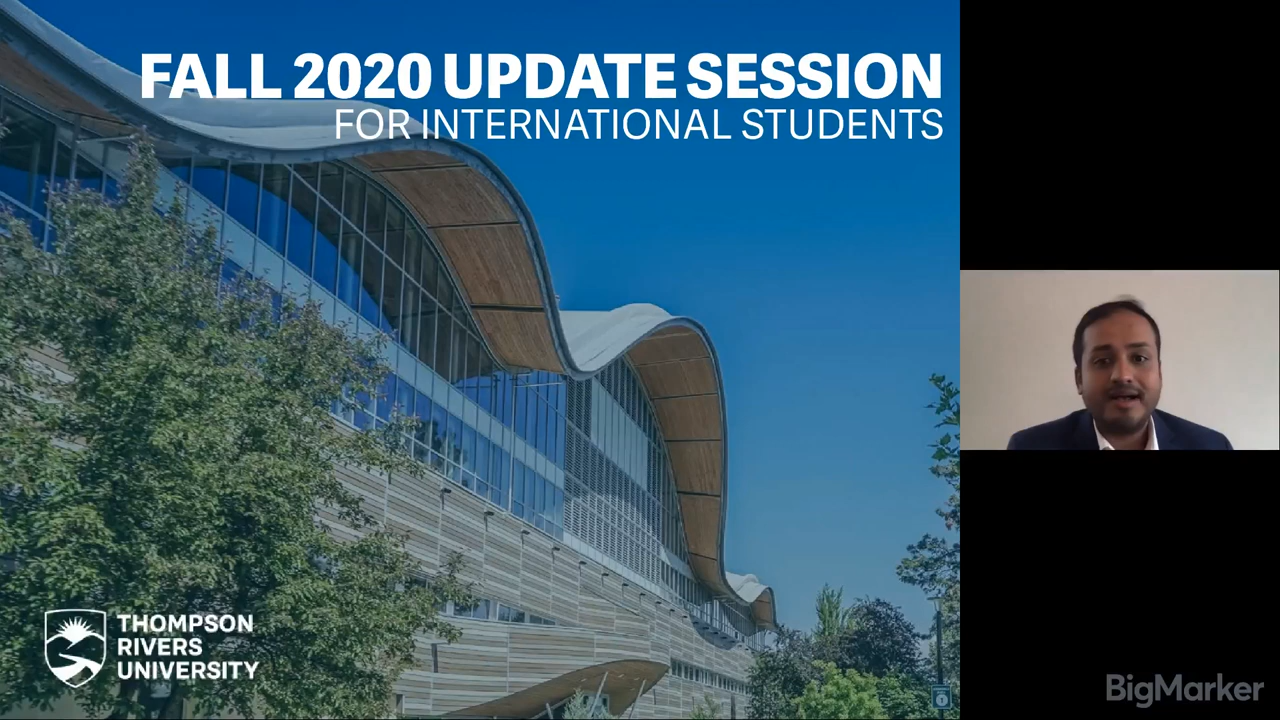 FALL 2020 UPDATE SESSION
FOR INTERNATIONAL STUDENTS
THOMPSON
RIVERS
UNIVERSITY
BigMarker